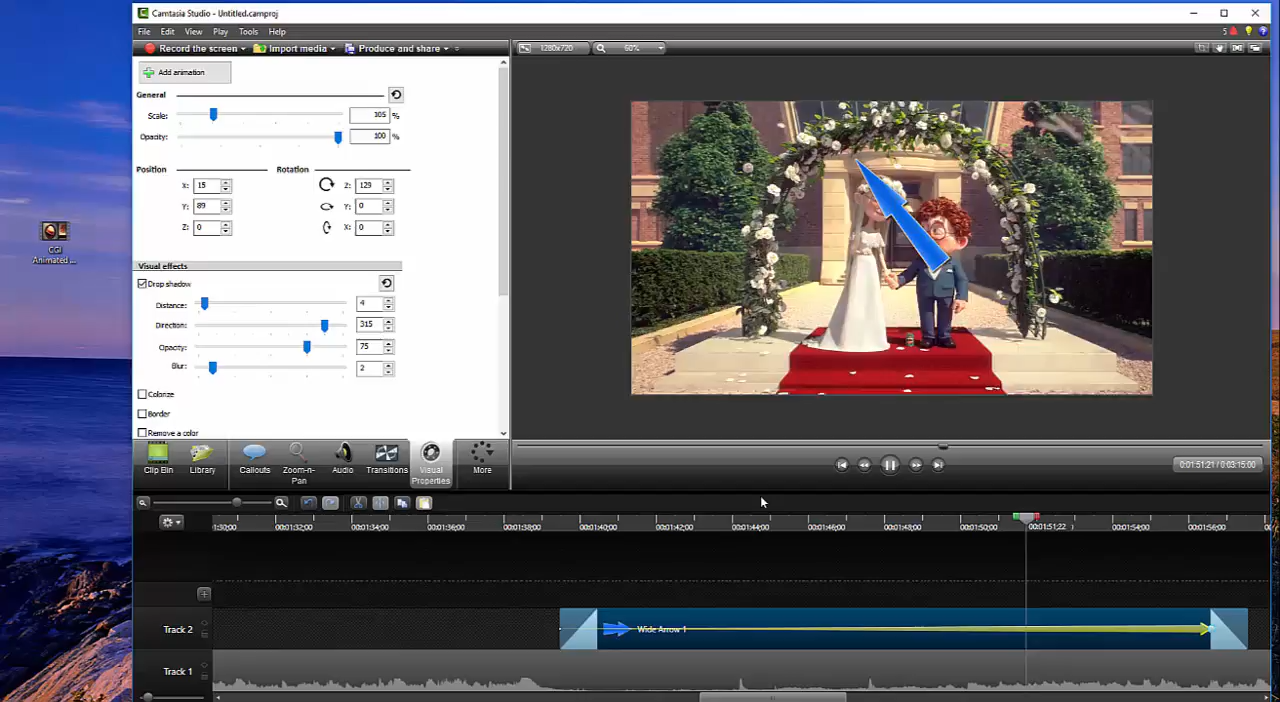 Camtasia Studio - Untitled.camproj
File Edit View Play Tools Help
5
Record the screen Import media Produce and share
1280x720 60%
Add animation
General
Scale: 105 %
Opacity: 100 %
Position Rotation
X: 15 Z: 129
Y: 89 Y: 0
Z: 0 X: 0
CGI
Animated ...
Visual effects
Drop shadow
Distance: 4
Direction: 315
Opacity: 75
Blur: 2
Colorize
Border
Remove a color
Clip Bin Library Callouts Zoom-n-Pan Audio Transitions Visual Properties More
0:01:51;21 / 0:03:15:00
:1:30;00 00:01:32;00 00:01:34;00 00:01:36;00 00:01:38;00 00:01:40;00 00:01:42;00 00:01:44;00 00:01:46;00 00:01:48;00 00:01:50;00 00:01:51;22 00:01:54;00 00:01:56;00
Track 2 Wide Arrow 1
Track 1